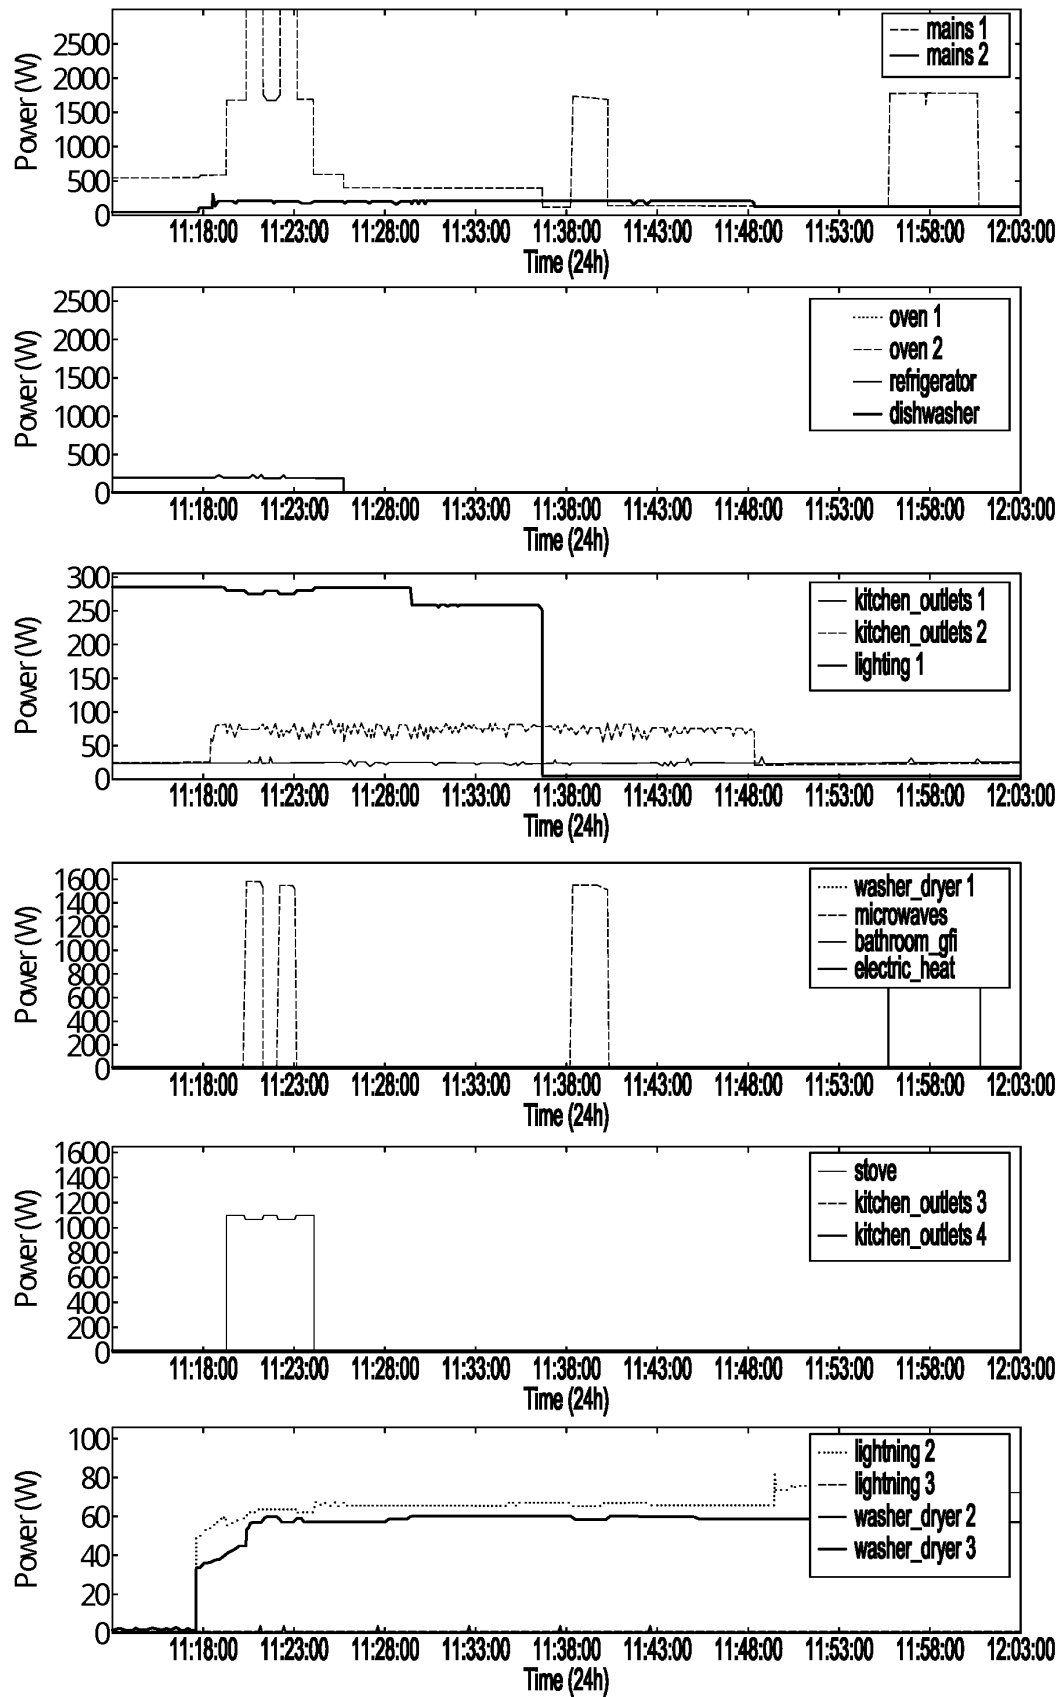 2500
2000
1500
1000
500
0
Power (W)
mains 1
mains 2
11:18:00 11:23:00 11:28:00 11:33:00 11:38:00 11:43:00 11:48:00 11:53:00 11:58:00 12:03:00
Time (24h)
2500
2000
1500
1000
500
0
Power (W)
oven 1
oven 2
refrigerator
dishwasher
11:18:00 11:23:00 11:28:00 11:33:00 11:38:00 11:43:00 11:48:00 11:53:00 11:58:00 12:03:00
Time (24h)
300
250
200
150
100
50
0
Power (W)
kitchen_outlets 1
kitchen_outlets 2
lighting 1
11:18:00 11:23:00 11:28:00 11:33:00 11:38:00 11:43:00 11:48:00 11:53:00 11:58:00 12:03:00
Time (24h)
1600
1400
1200
1000
800
600
400
200
0
Power (W)
washer_dryer 1
microwaves
bathroom_gfi
electric_heat
11:18:00 11:23:00 11:28:00 11:33:00 11:38:00 11:43:00 11:48:00 11:53:00 11:58:00 12:03:00
Time (24h)
1600
1400
1200
1000
800
600
400
200
0
Power (W)
stove
kitchen_outlets 3
kitchen_outlets 4
11:18:00 11:23:00 11:28:00 11:33:00 11:38:00 11:43:00 11:48:00 11:53:00 11:58:00 12:03:00
Time (24h)
100
80
60
40
20
0
Power (W)
lightning 2
lightning 3
washer_dryer 2
washer_dryer 3
11:18:00 11:23:00 11:28:00 11:33:00 11:38:00 11:43:00 11:48:00 11:53:00 11:58:00 12:03:00
Time (24h)